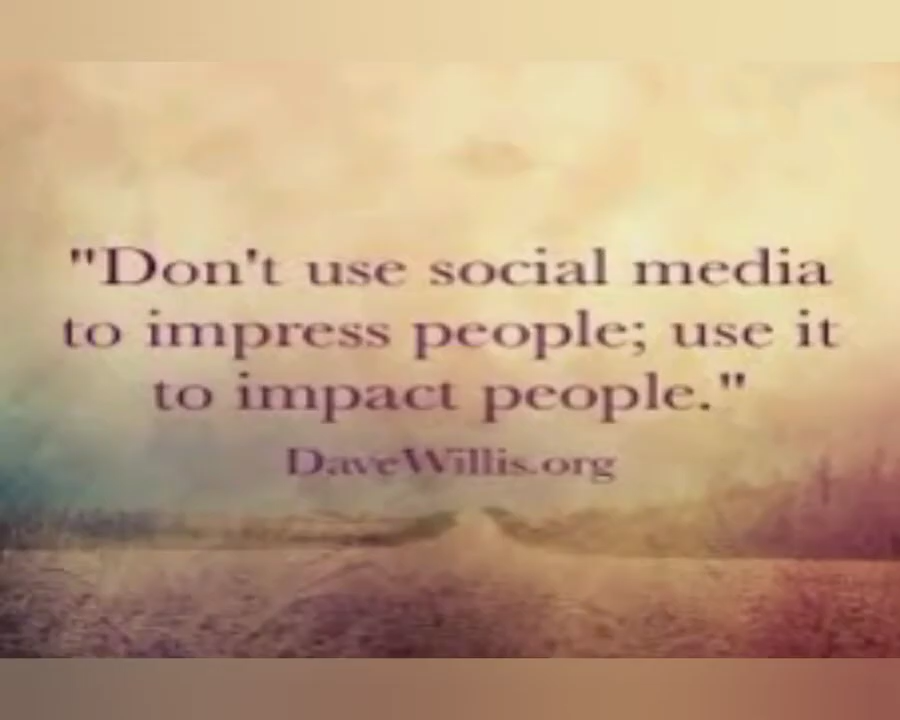 "Don't use social media
to impress people; use it
to impact people."
DaveWillis.org